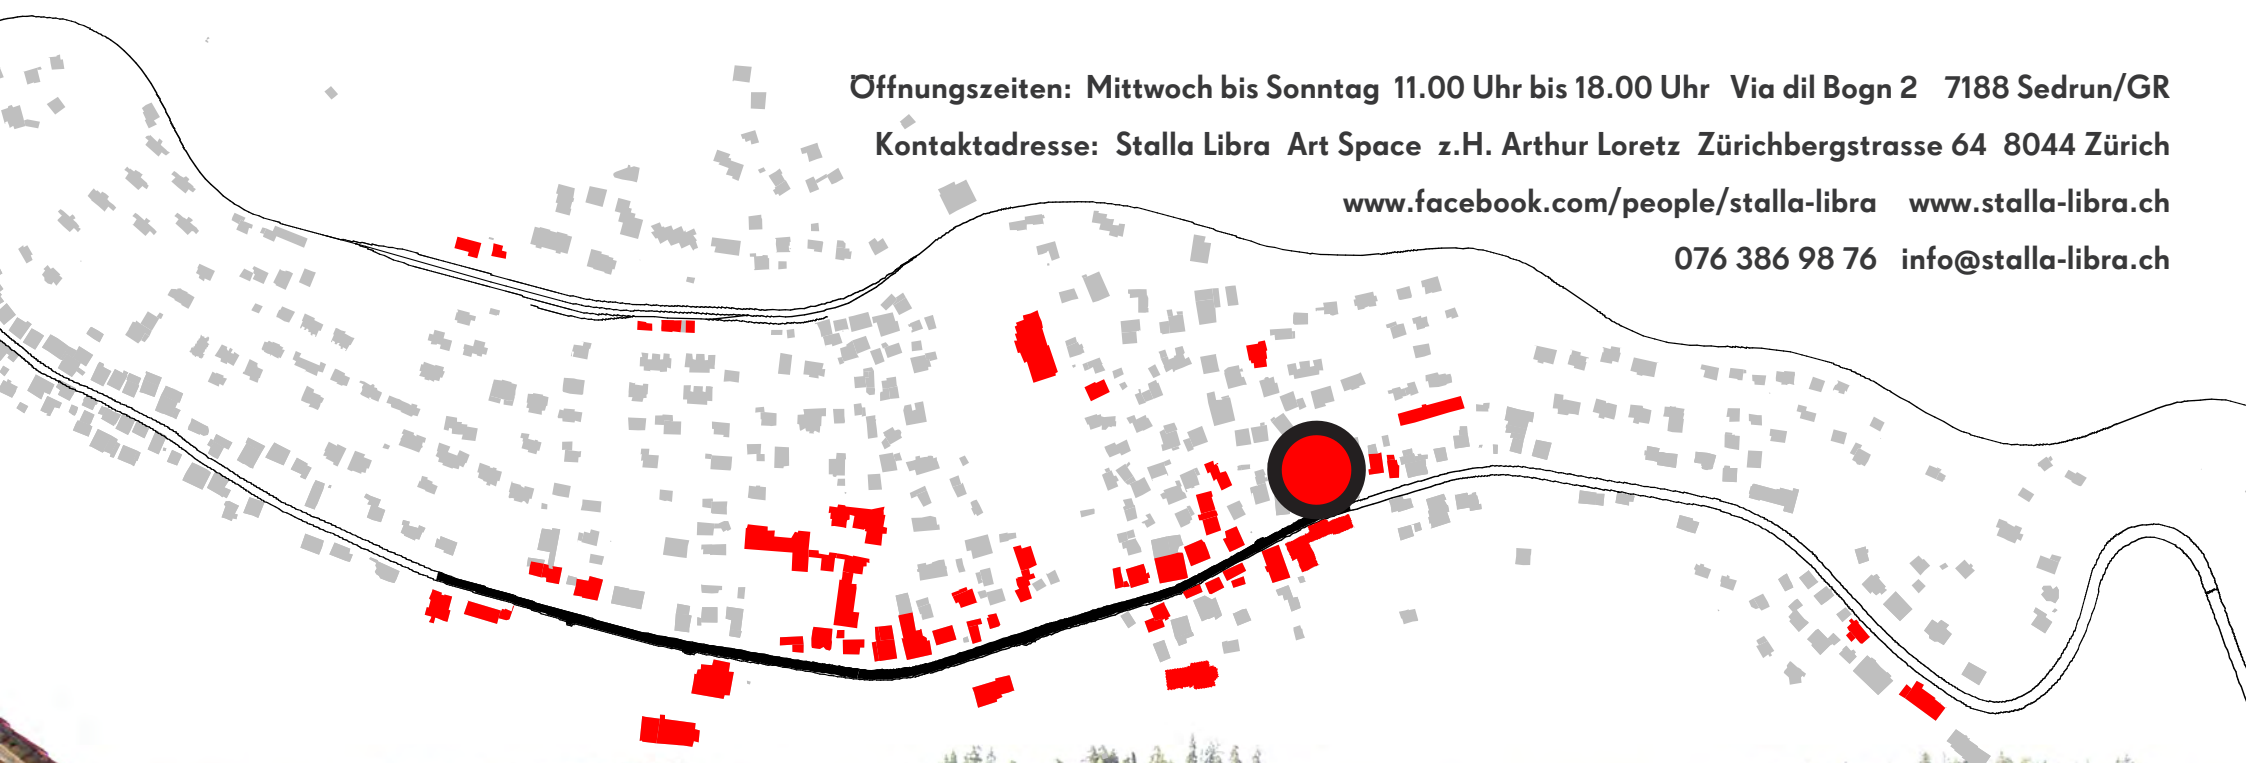 Öffnungszeiten: Mittwoch bis Sonntag 11.00 Uhr bis 18.00 Uhr Via dil Bogn 2 7188 Sedrun/GR
Kontaktadresse: Stalla Libra Art Space z.H. Arthur Loretz Zürichbergstrasse 64 8044 Zürich
www.facebook.com/people/stalla-libra www.stalla-libra.ch
076 386 98 76 info@stalla-libra.ch